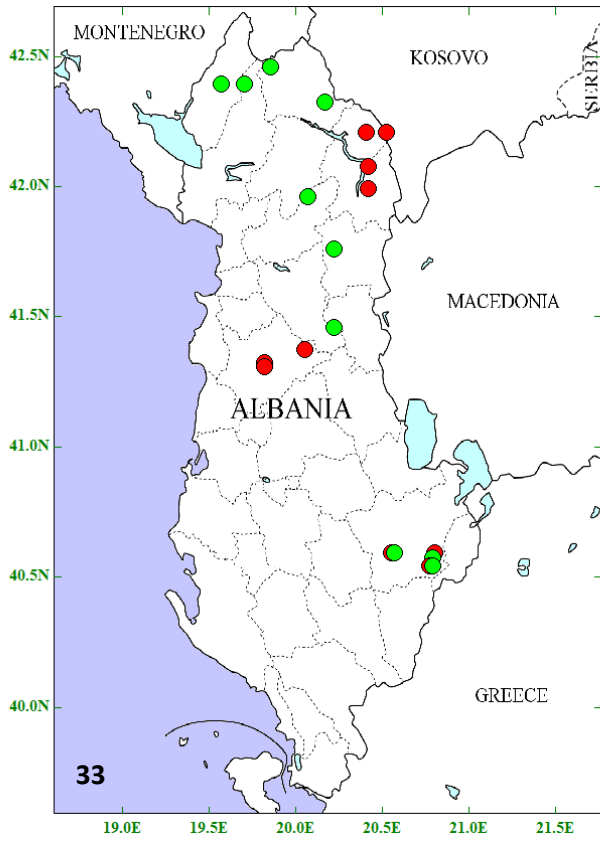 MONTENEGRO
42.5N
KOSOVO
SERBIA
42.0N
41.5N
MACEDONIA
ALBANIA
41.0N
40.5N
40.0N
GREECE
33
19.0E 19.5E 20.0E 20.5E 21.0E 21.5E